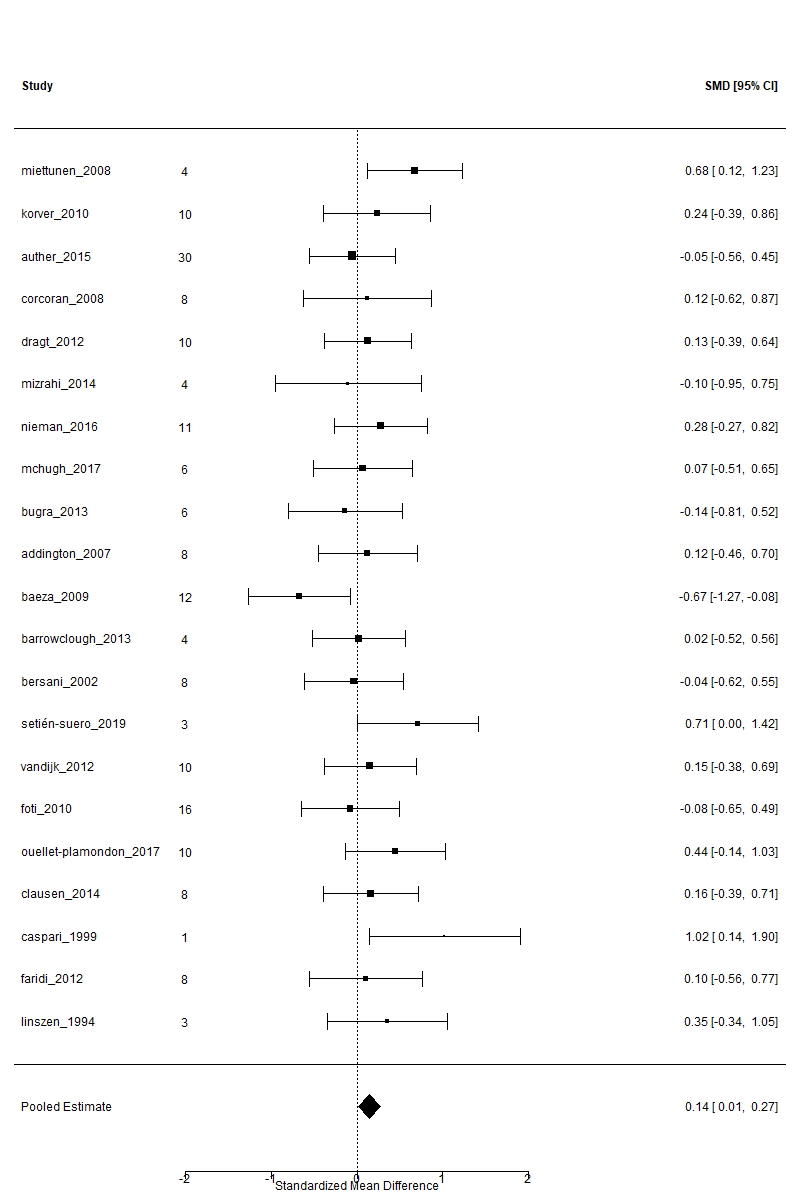 Study SMD [95% CI]
miettunen_2008 4 0.68 [ 0.12, 1.23]
korver_2010 10 0.24 [-0.39, 0.86]
auther_2015 30 -0.05 [-0.56, 0.45]
corcoran_2008 8 0.12 [-0.62, 0.87]
dragt_2012 10 0.13 [-0.39, 0.64]
mizrahi_2014 4 -0.10 [-0.95, 0.75]
nieman_2016 11 0.28 [-0.27, 0.82]
mchugh_2017 6 0.07 [-0.51, 0.65]
bugra_2013 6 -0.14 [-0.81, 0.52]
addington_2007 8 0.12 [-0.46, 0.70]
baeza_2009 12 -0.67 [-1.27, -0.08]
barrowclough_2013 4 0.02 [-0.52, 0.56]
bersani_2002 8 -0.04 [-0.62, 0.55]
setién-suero_2019 3 0.71 [ 0.00, 1.42]
vandijk_2012 10 0.15 [-0.38, 0.69]
foti_2010 16 -0.08 [-0.65, 0.49]
ouellet-plamondon_2017 10 0.44 [-0.14, 1.03]
clausen_2014 8 0.16 [-0.39, 0.71]
caspari_1999 1 1.02 [ 0.14, 1.90]
faridi_2012 8 0.10 [-0.56, 0.77]
linszen_1994 3 0.35 [-0.34, 1.05]
Pooled Estimate 0.14 [ 0.01, 0.27]
-2 -1 0 1 2
Standardized Mean Difference